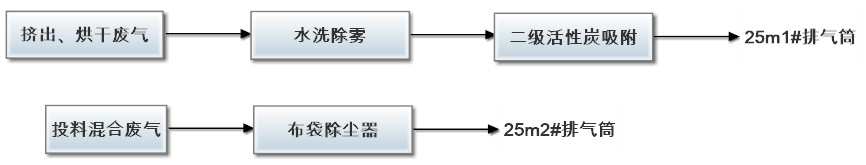 挤出、烘干废气
水洗除雾
二级活性炭吸附
25m1#排气筒
投料混合废气
布袋除尘器
25m2#排气筒